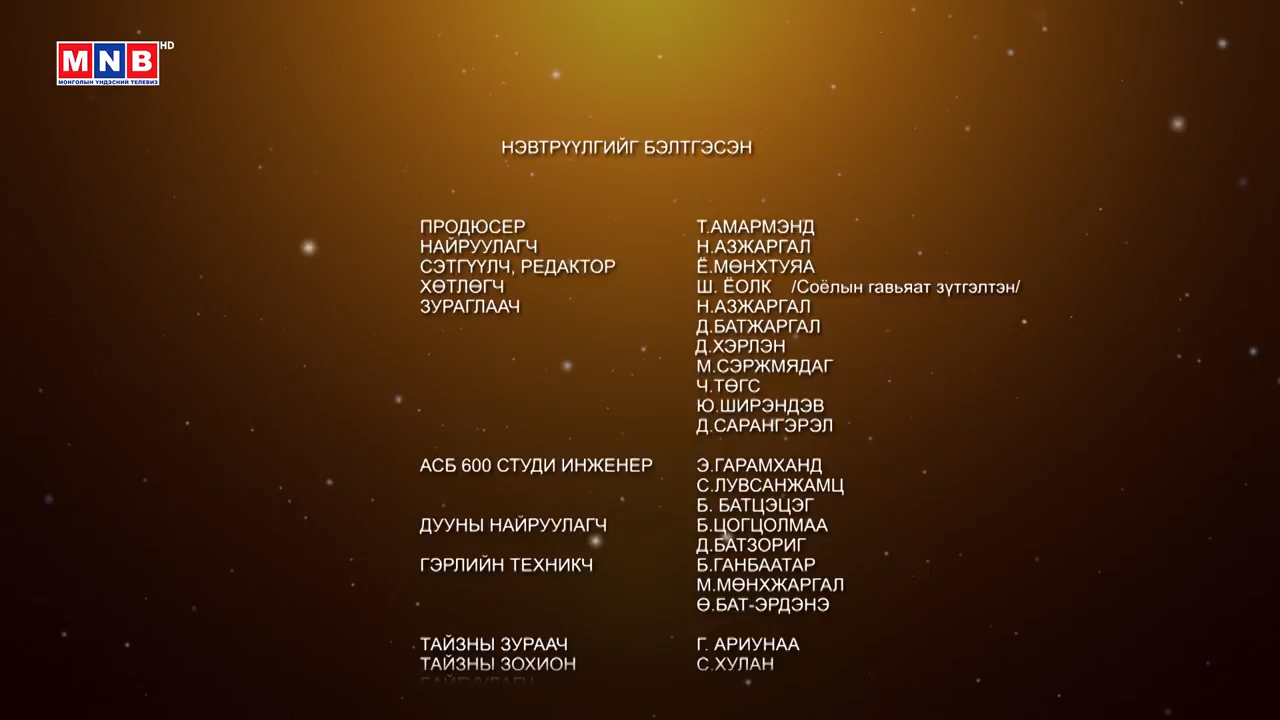 MNB HD
МОНГОЛЫН ҮНДЭСНИЙ ТЕЛЕВИЗ
НЭВТРҮҮЛГИЙГ БЭЛТГЭСЭН
ПРОДЮСЕР Т.АМАРМЭНД
НАЙРУУЛАГЧ Н.АЗЖАРГАЛ
СЭТГҮҮЛЧ, РЕДАКТОР Ё.МӨНХТУЯА
ХӨТЛӨГЧ Ш. ЁОЛК /Соёлын гавьяат зүтгэлтэн/
ЗУРАГЛААЧ Н.АЗЖАРГАЛ
Д.БАТЖАРГАЛ
Д.ХЭРЛЭН
М.СЭРЖМЯДАГ
Ч.ТӨГС
Ю.ШИРЭНДЭВ
Д.САРАНГЭРЭЛ
АСБ 600 СТУДИ ИНЖЕНЕР Э.ГАРАМХАНД
С.ЛУВСАНЖАМЦ
Б. БАТЦЭЦЭГ
ДУУНЫ НАЙРУУЛАГЧ Б.ЦОГЦОЛМАА
Д.БАТЗОРИГ
ГЭРЛИЙН ТЕХНИКЧ Б.ГАНБААТАР
М.МӨНХЖАРГАЛ
Ө.БАТ-ЭРДЭНЭ
ТАЙЗНЫ ЗУРААЧ Г. АРИУНАА
ТАЙЗНЫ ЗОХИОН С.ХУЛАН